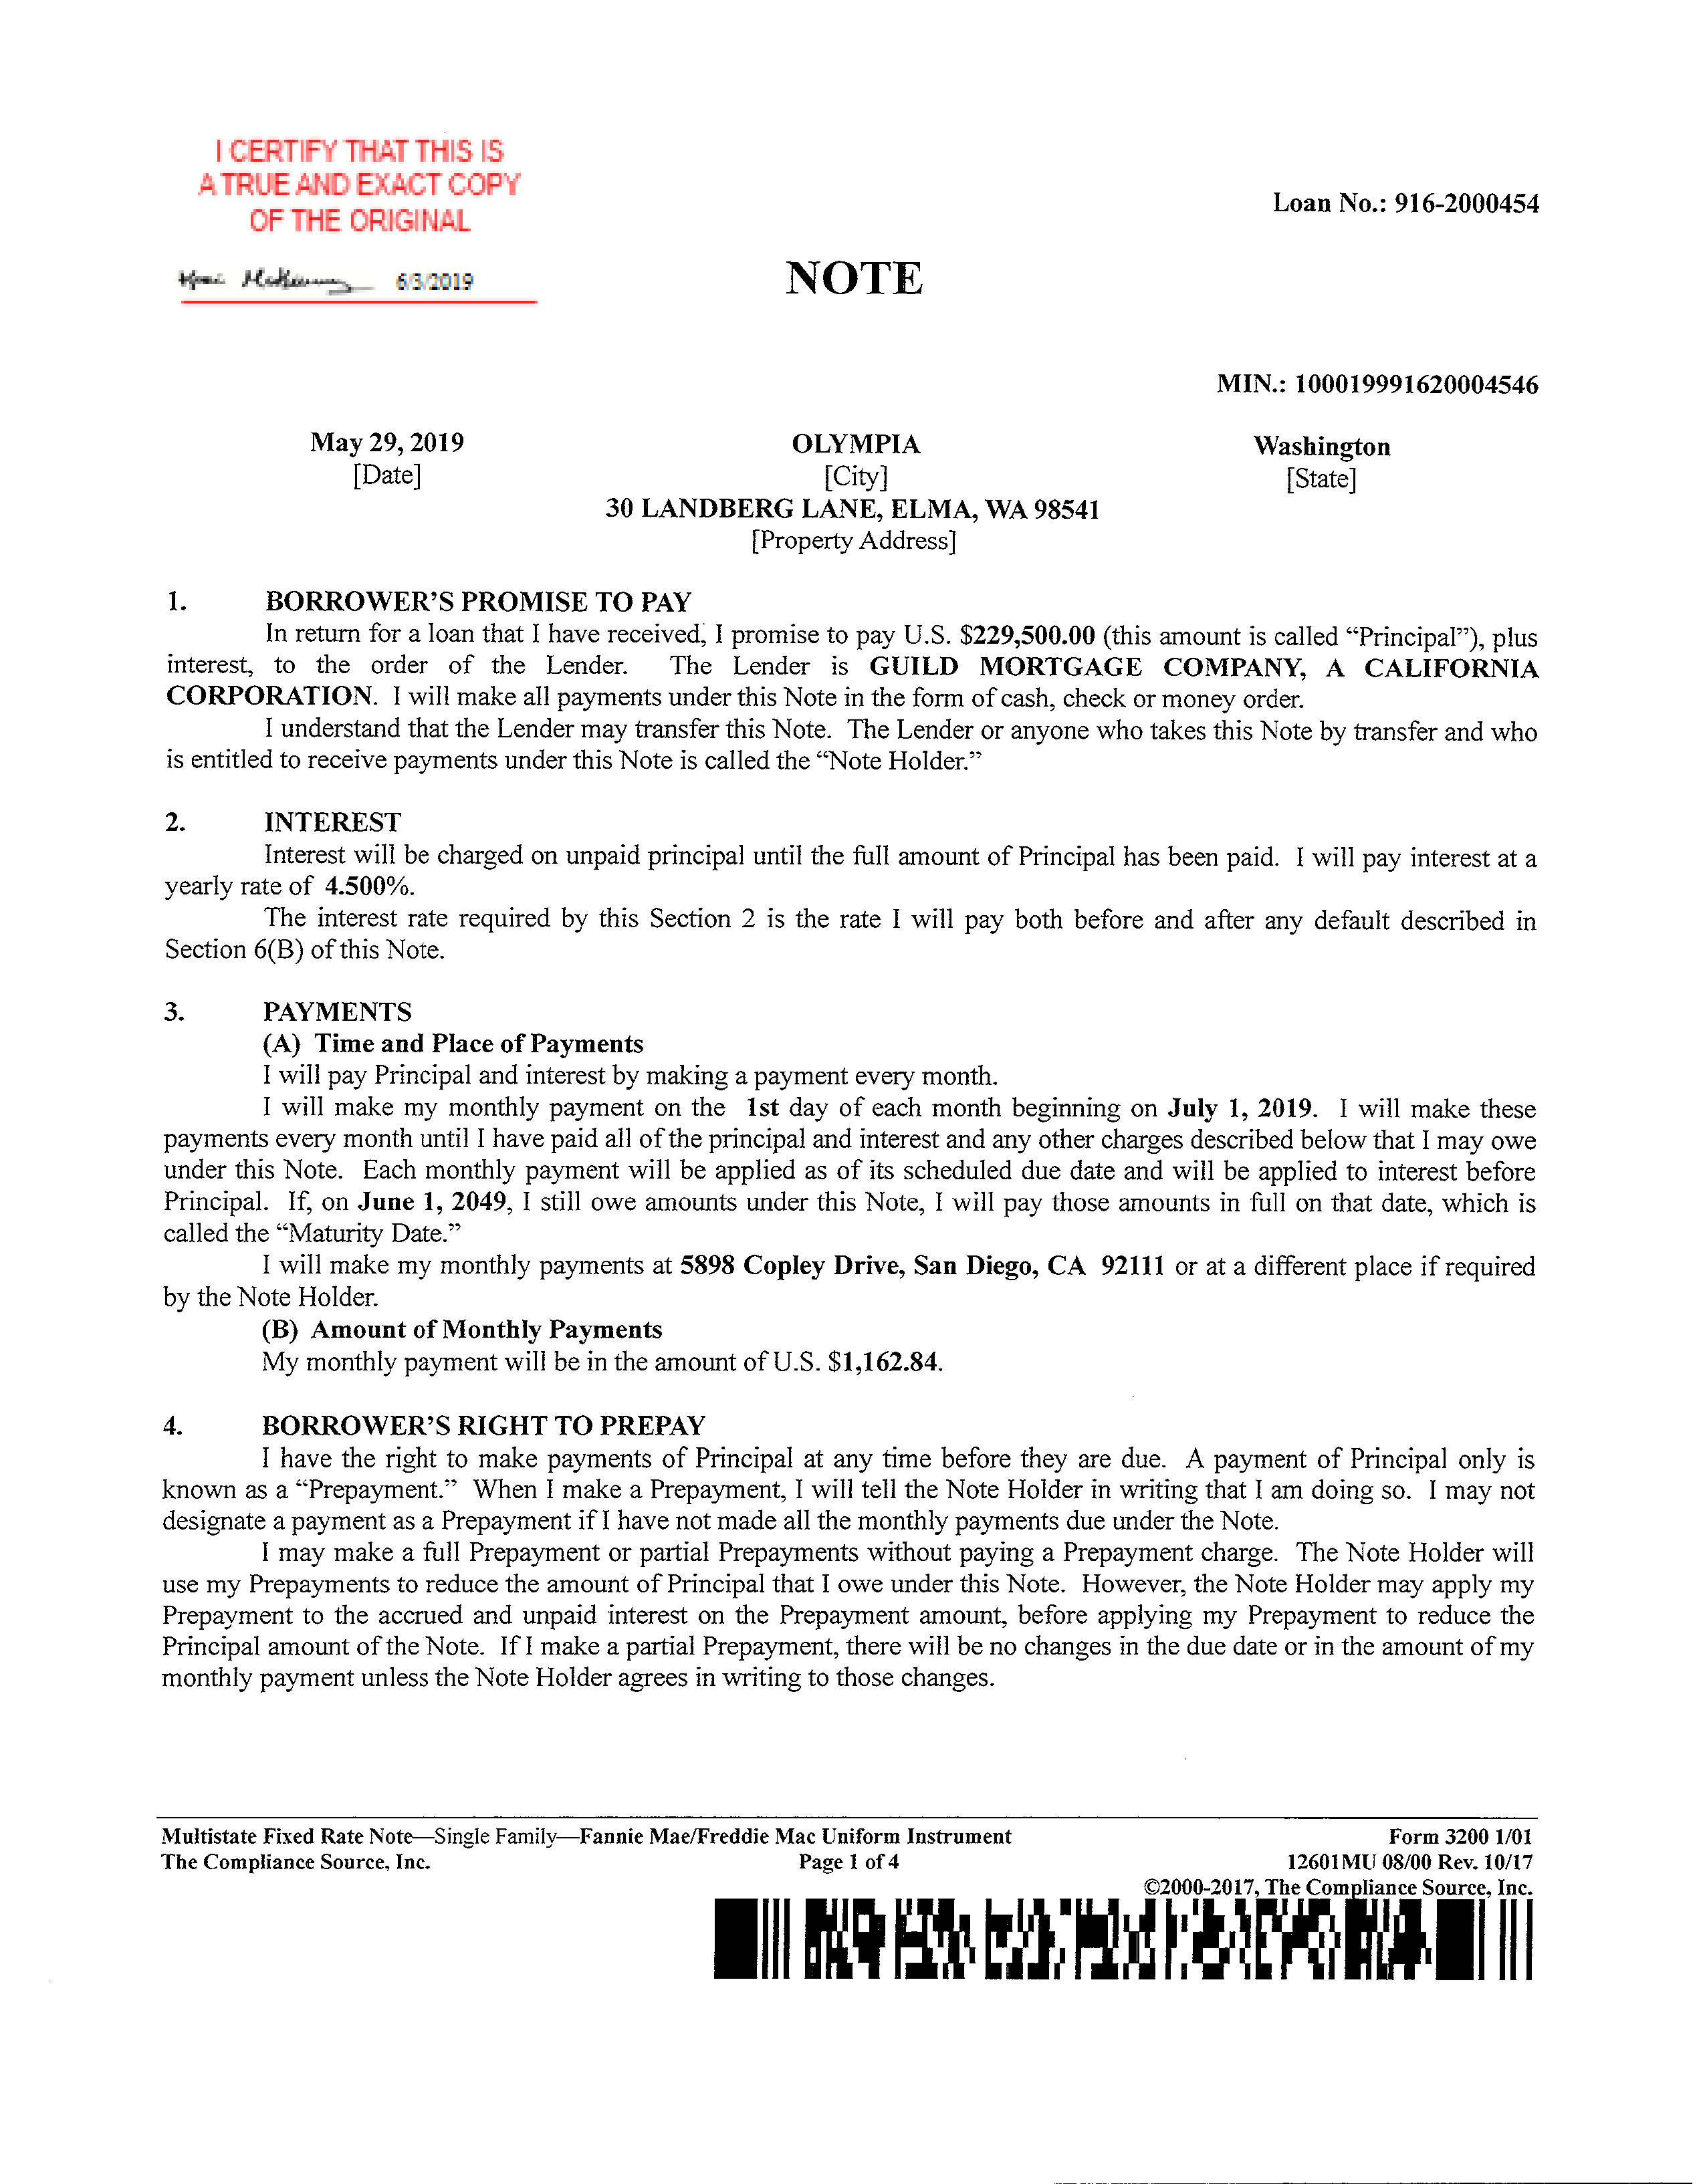 I CERTIFY THAT THIS IS
A TRUE AND EXACT COPY
OF THE ORIGINAL
6/3/2019
Loan No.: 916-2000454
NOTE
MIN.: 100019991620004546
May 29, 2019 OLYMPIA Washington
[Date] [City] [State]
30 LANDBERG LANE, ELMA, WA 98541
[Property Address]
1. BORROWER'S PROMISE TO PAY
In return for a loan that I have received, I promise to pay U.S. $229,500.00 (this amount is called “Principal”), plus
interest, to the order of the Lender. The Lender is GUILD MORTGAGE COMPANY, A CALIFORNIA
CORPORATION. I will make all payments under this Note in the form of cash, check or money order.
I understand that the Lender may transfer this Note. The Lender or anyone who takes this Note by transfer and who
is entitled to receive payments under this Note is called the “Note Holder.”
2. INTEREST
Interest will be charged on unpaid principal until the full amount of Principal has been paid. I will pay interest at a
yearly rate of 4.500%.
The interest rate required by this Section 2 is the rate I will pay both before and after any default described in
Section 6(B) of this Note.
3. PAYMENTS
(A) Time and Place of Payments
I will pay Principal and interest by making a payment every month.
I will make my monthly payment on the 1st day of each month beginning on July 1, 2019. I will make these
payments every month until I have paid all of the principal and interest and any other charges described below that I may owe
under this Note. Each monthly payment will be applied as of its scheduled due date and will be applied to interest before
Principal. If, on June 1, 2049, I still owe amounts under this Note, I will pay those amounts in full on that date, which is
called the “Maturity Date.”
I will make my monthly payments at 5898 Copley Drive, San Diego, CA 92111 or at a different place if required
by the Note Holder.
(B) Amount of Monthly Payments
My monthly payment will be in the amount of U.S. $1,162.84.
4. BORROWER'S RIGHT TO PREPAY
I have the right to make payments of Principal at any time before they are due. A payment of Principal only is
known as a “Prepayment.” When I make a Prepayment, I will tell the Note Holder in writing that I am doing so. I may not
designate a payment as a Prepayment if I have not made all the monthly payments due under the Note.
I may make a full Prepayment or partial Prepayments without paying a Prepayment charge. The Note Holder will
use my Prepayments to reduce the amount of Principal that I owe under this Note. However, the Note Holder may apply my
Prepayment to the accrued and unpaid interest on the Prepayment amount, before applying my Prepayment to reduce the
Principal amount of the Note. If I make a partial Prepayment, there will be no changes in the due date or in the amount of my
monthly payment unless the Note Holder agrees in writing to those changes.
Multistate Fixed Rate Note—Single Family—Fannie Mae/Freddie Mac Uniform Instrument Form 3200 1/01
The Compliance Source, Inc. Page 1 of 4 12601MU 08/00 Rev. 10/17
©2000-2017, The Compliance Source, Inc.